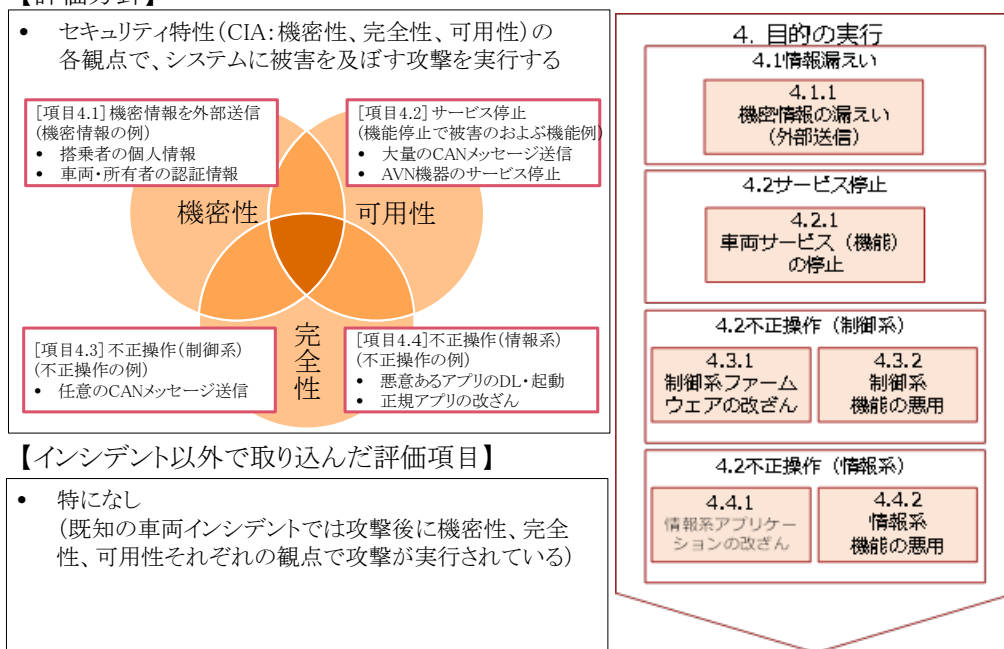 【評価方針】
• セキュリティ特性（CIA：機密性、完全性、可用性）の
各観点で、システムに被害を及ぼす攻撃を実行する
[項目4.1] 機密情報を外部送信
(機密情報の例)
• 搭乗者の個人情報
• 車両・所有者の認証情報
[項目4.2] サービス停止
(機能停止で被害のおよぶ機能例)
• 大量のCANメッセージ送信
• AVN機器のサービス停止
機密性
可用性
完全性
[項目4.3] 不正操作(制御系)
(不正操作の例)
• 任意のCANメッセージ送信
[項目4.4] 不正操作(情報系)
(不正操作の例)
• 悪意あるアプリのDL・起動
• 正規アプリの改ざん
【インシデント以外で取り込んだ評価項目】
• 特になし
(既知の車両インシデントでは攻撃後に機密性、完全
性、可用性それぞれの観点で攻撃が実行されている)
4. 目的の実行
4.1情報漏えい
4.1.1
機密情報の漏えい
(外部送信)
4.2サービス停止
4.2.1
車両サービス（機能）
の停止
4.2不正操作（制御系）
4.3.1
制御系ファーム
ウェアの改ざん
4.3.2
制御系
機能の悪用
4.2不正操作（情報系）
4.4.1
情報系アプリケー
ションの改ざん
4.4.2
情報系
機能の悪用